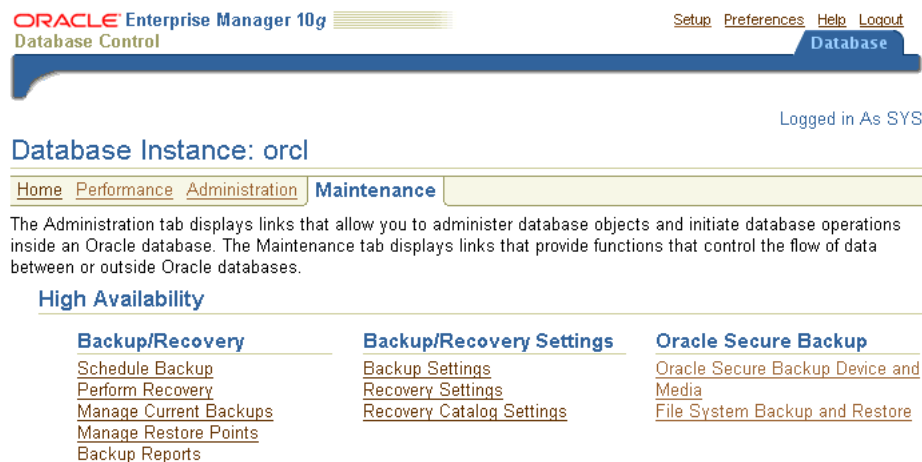 ORACLE Enterprise Manager 10g
Database Control
Setup Preferences Help Logout
Database
Logged in As SYS
Database Instance: orcl
Home Performance Administration Maintenance
The Administration tab displays links that allow you to administer database objects and initiate database operations
inside an Oracle database. The Maintenance tab displays links that provide functions that control the flow of data
between or outside Oracle databases.
High Availability
Backup/Recovery
Schedule Backup
Perform Recovery
Manage Current Backups
Manage Restore Points
Backup Reports
Backup/Recovery Settings
Backup Settings
Recovery Settings
Recovery Catalog Settings
Oracle Secure Backup
Oracle Secure Backup Device and
Media
File System Backup and Restore